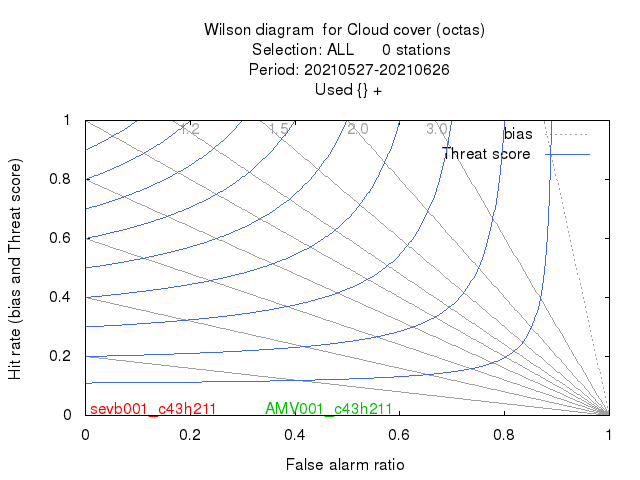 Wilson diagram  for Cloud cover (octas)
Selection: ALL      0 stations
Period: 20210527-20210626
Used {} +
1.2 1.5 2.0 3.0
bias
Threat score
Hit rate (bias and Threat score)
1
0.8
0.6
0.4
0.2
0
sevb001_c43h211 AMV001_c43h211
0 0.2 0.4 0.6 0.8 1
False alarm ratio